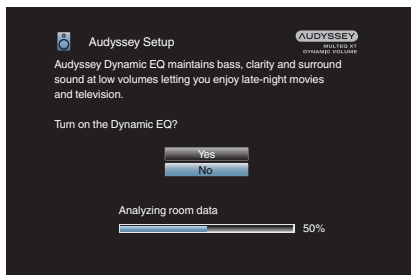 Audyssey Setup
AUDYSSEY
MULTEQ XT
DYNAMIC VOLUME
Audyssey Dynamic EQ maintains bass, clarity and surround
sound at low volumes letting you enjoy late-night movies
and television.
Turn on the Dynamic EQ?
Yes
No
Analyzing room data
50%